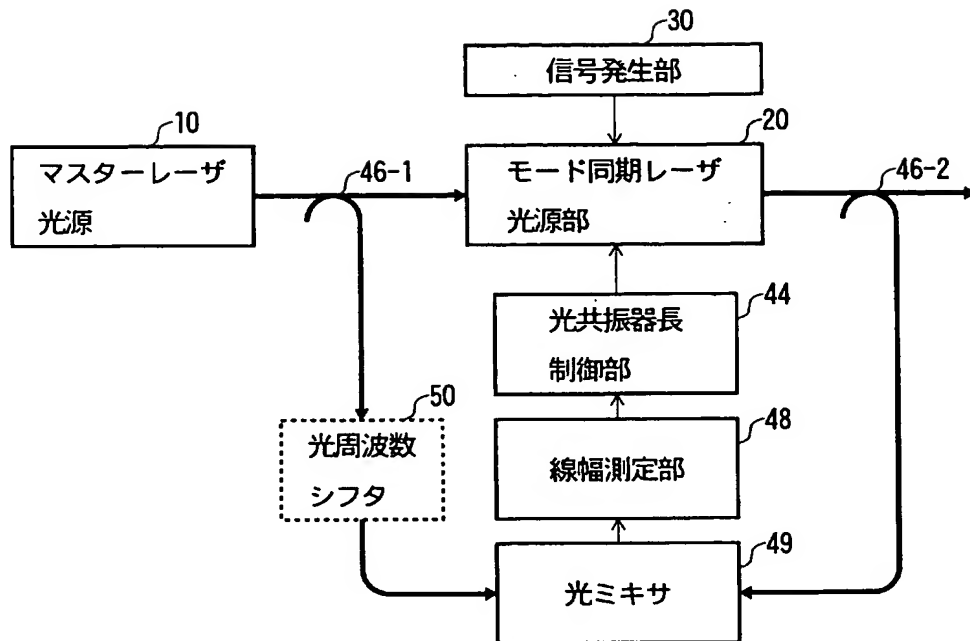 30
信号発生部
10
マスターレーザ
光源
46-1
20
モード同期レーザ
光源部
46-2
44
光共振器長
制御部
50
光周波数
シフタ
48
線幅測定部
49
光ミキサ